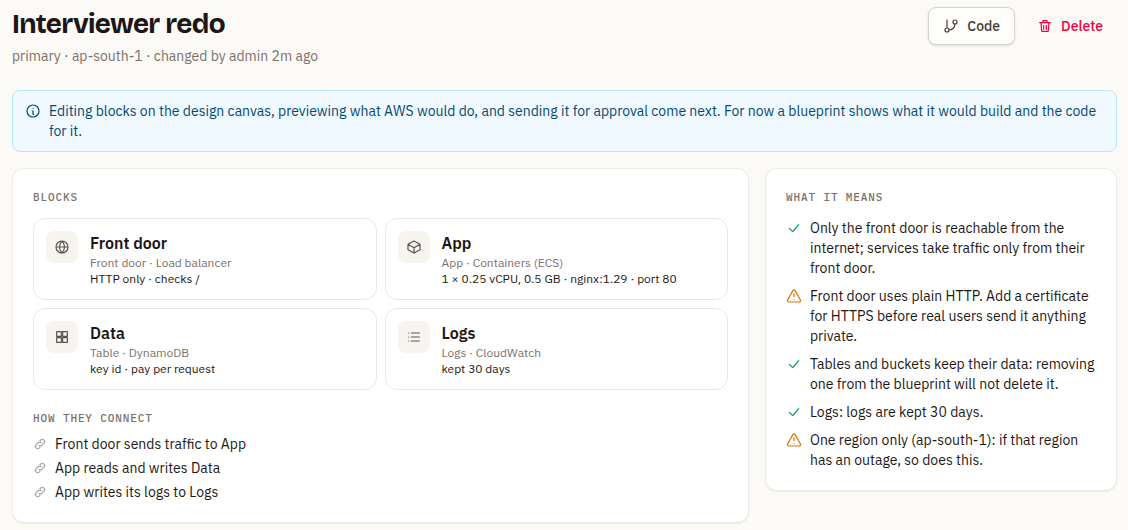 Interviewer redo
primary · ap-south-1 · changed by admin 2m ago
Code
Delete
Editing blocks on the design canvas, previewing what AWS would do, and sending it for approval come next. For now a blueprint shows what it would build and the code
for it.
BLOCKS
Front door
Front door · Load balancer
HTTP only · checks /
App
App · Containers (ECS)
1 × 0.25 vCPU, 0.5 GB · nginx:1.29 · port 80
Data
Table · DynamoDB
key id · pay per request
Logs
Logs · CloudWatch
kept 30 days
HOW THEY CONNECT
Front door sends traffic to App
App reads and writes Data
App writes its logs to Logs
WHAT IT MEANS
Only the front door is reachable from the
internet; services take traffic only from their
front door.
Front door uses plain HTTP. Add a certificate
for HTTPS before real users send it anything
private.
Tables and buckets keep their data: removing
one from the blueprint will not delete it.
Logs: logs are kept 30 days.
One region only (ap-south-1): if that region
has an outage, so does this.